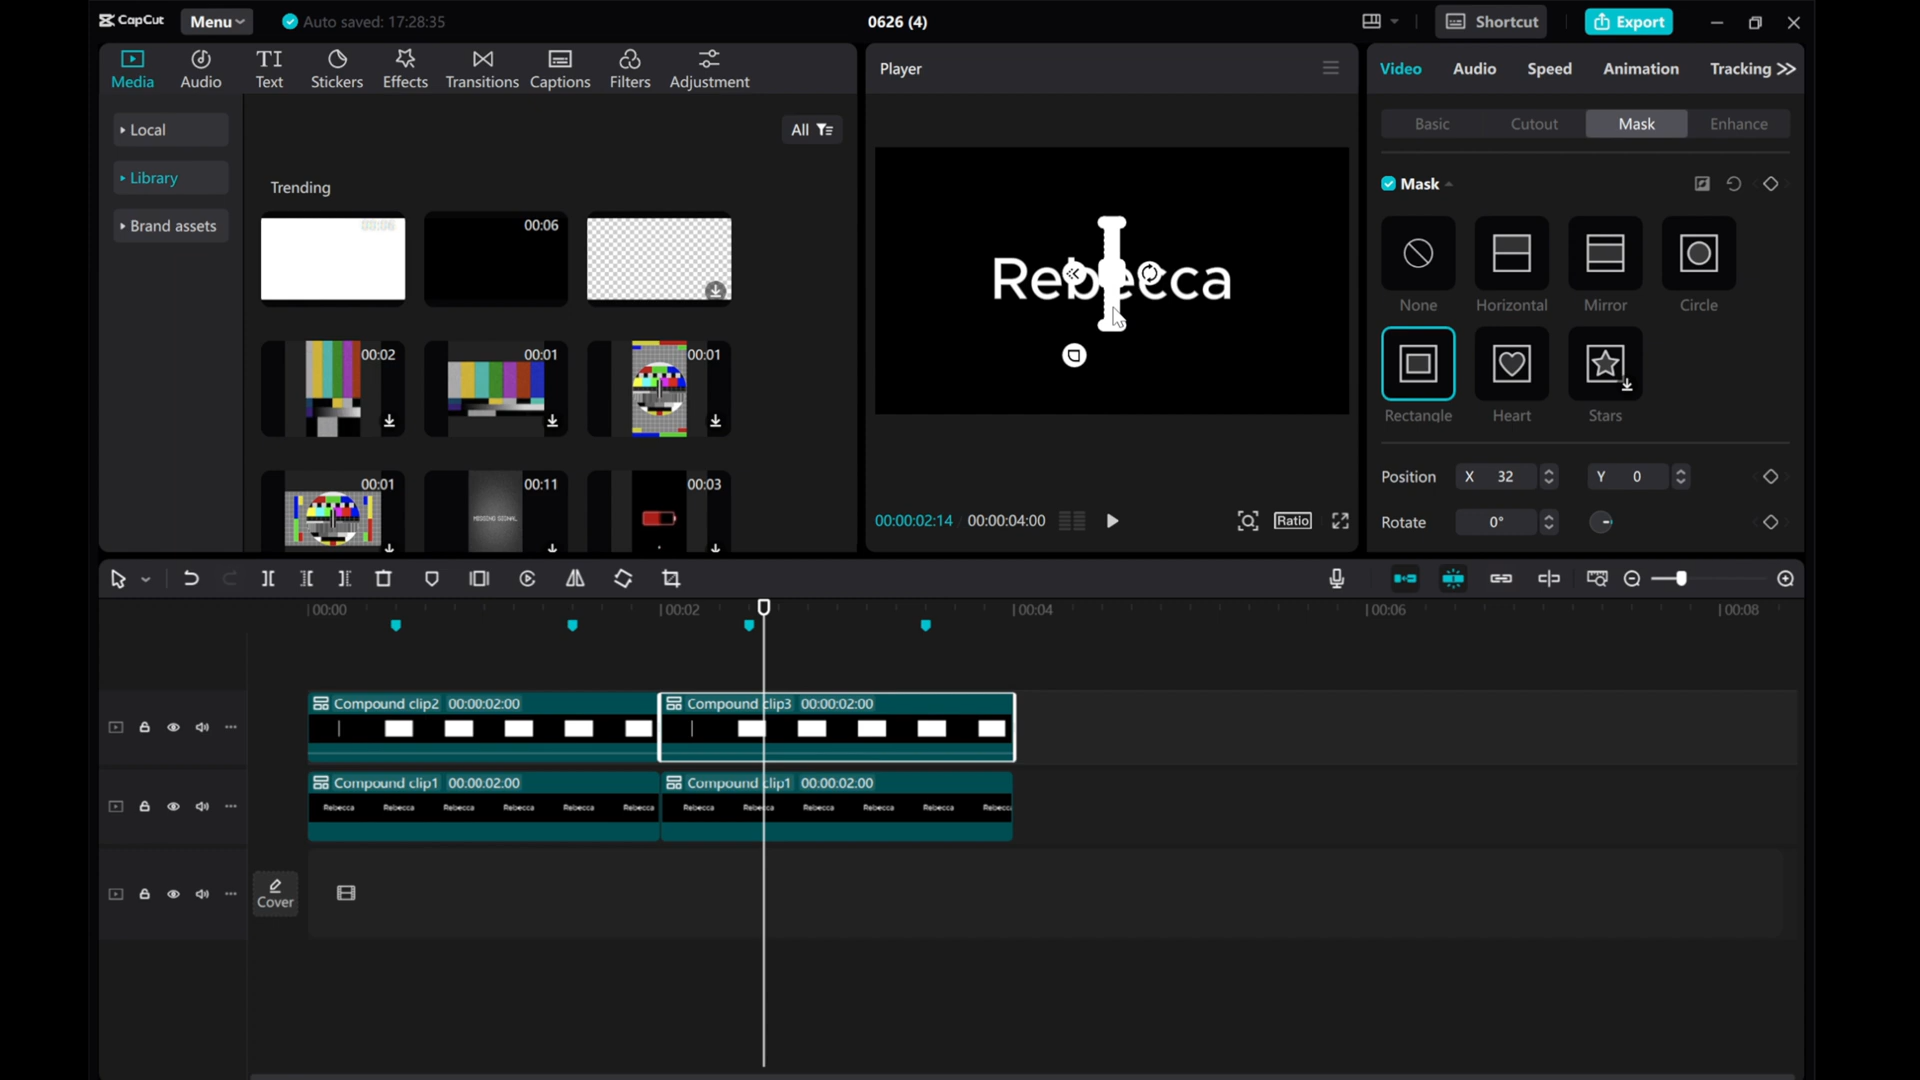 CapCut Menu Auto saved: 17:28:35 0626 (4) Shortcut Export
Media Audio Text Stickers Effects Transitions Captions Filters Adjustment
Local
Library
Brand assets
All
Trending
00:06 00:06
00:02 00:01 00:01
00:01 00:11 00:03
MISSING SIGNAL
Player
Rebecca
00:00:02:14 00:00:04:00 Ratio
Video Audio Speed Animation Tracking
Basic Cutout Mask Enhance
Mask
None Horizontal Mirror Circle
Rectangle Heart Stars
Position X 32 Y 0
Rotate 0°
00:00 00:02 00:04 00:06 00:08
Compound clip2 00:00:02:00 Compound clip3 00:00:02:00
Compound clip1 00:00:02:00 Compound clip1 00:00:02:00
Rebecca Rebecca Rebecca Rebecca Rebecca Rebecca Rebecca Rebecca Rebecca Rebecca Rebecca Rebecc
Cover